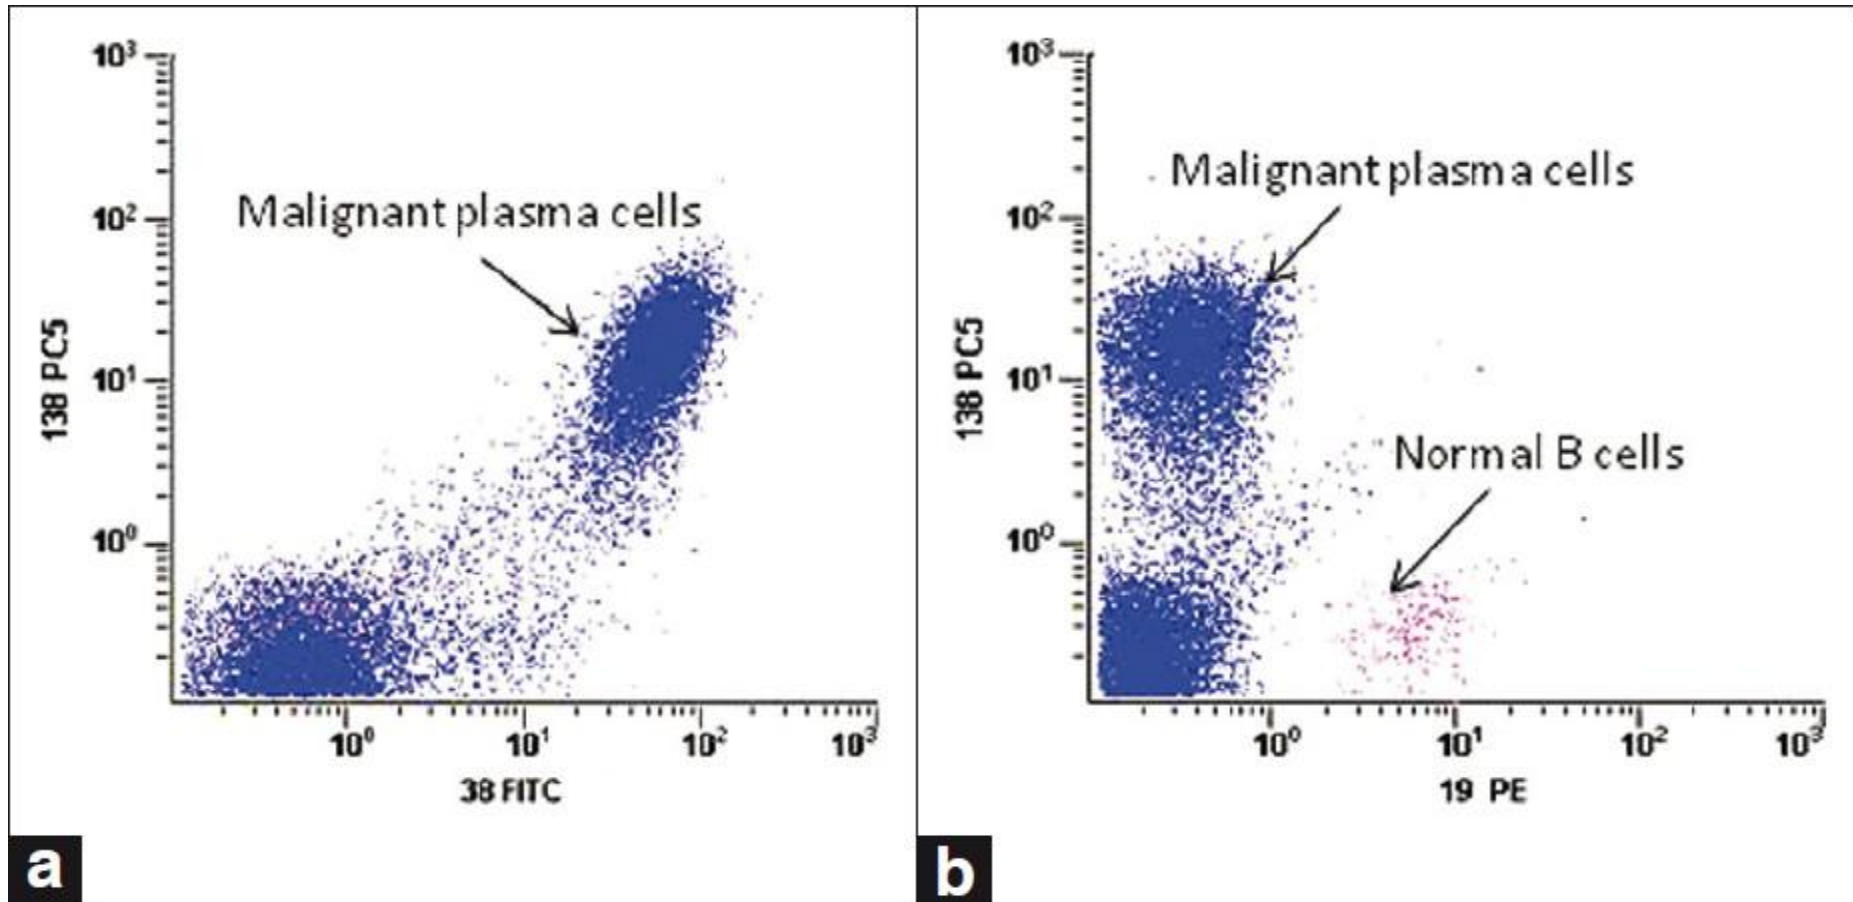 10³
10²
10¹
10⁰
138 PC5
Malignant plasma cells
10⁰ 10¹ 10² 10³
38 FITC
a
10³
10²
10¹
10⁰
138 PC5
Malignant plasma cells
Normal B cells
10⁰ 10¹ 10² 10³
19 PE
b